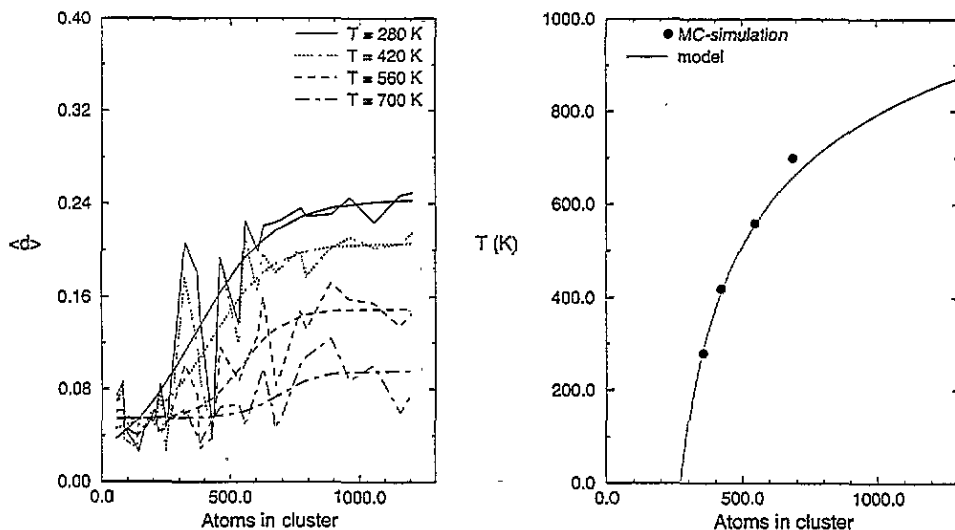 0.40
T = 280 K
T = 420 K
T = 560 K
T = 700 K
0.32
0.24
<d>
0.16
0.08
0.00
0.0
500.0
1000.0
Atoms in cluster
1000.0
MC-simulation
model
800.0
600.0
T (K)
400.0
200.0
0.0
0.0
500.0
1000.0
Atoms in cluster